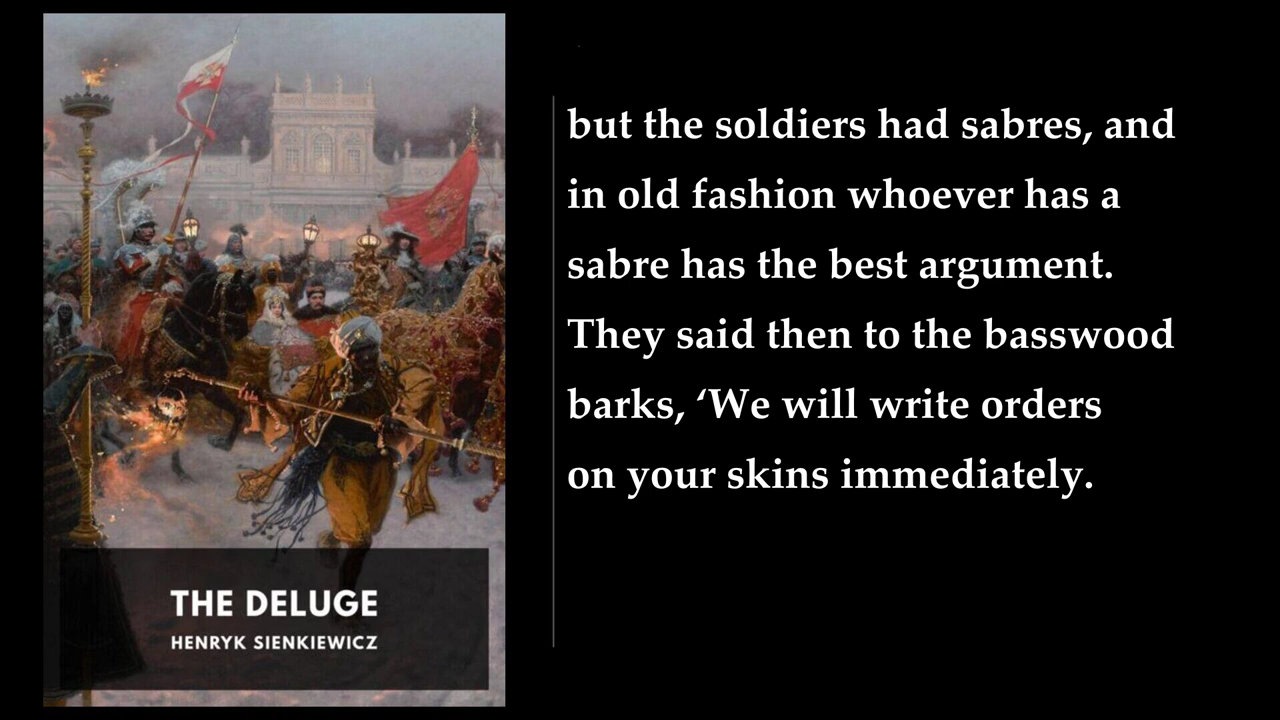 but the soldiers had sabres, and
in old fashion whoever has a
sabre has the best argument.
They said then to the basswood
barks, ‘We will write orders
on your skins immediately.
THE DELUGE
HENRYK SIENKIEWICZ